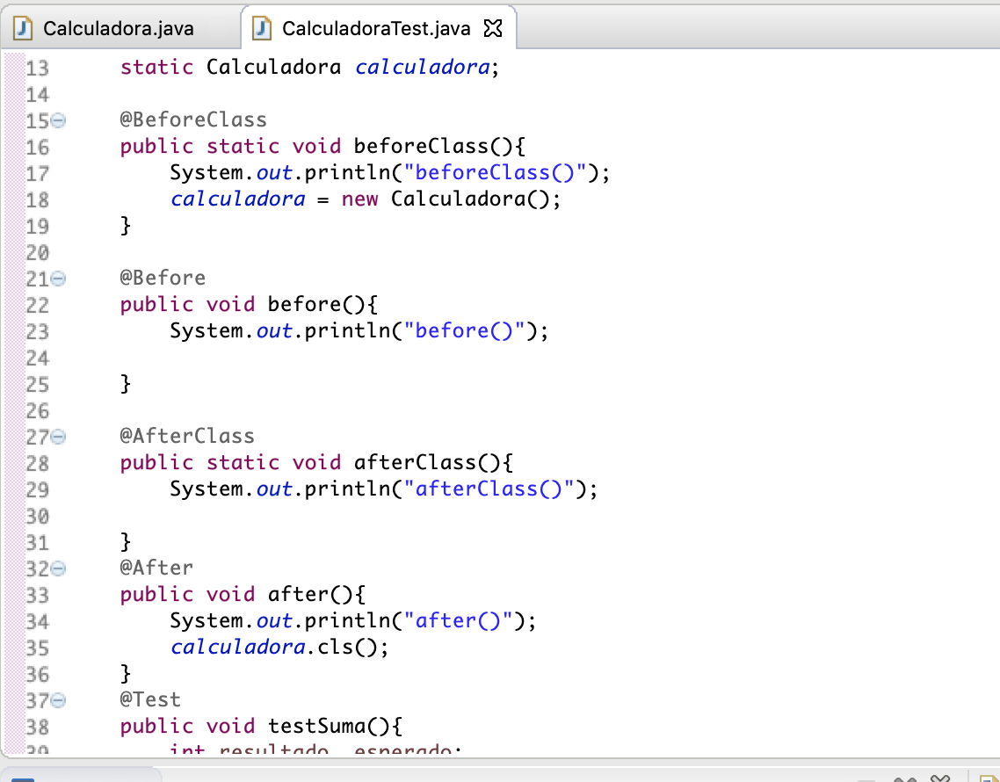 Calculadora.java
CalculadoraTest.java
13 static Calculadora calculadora;
14
15 @BeforeClass
16 public static void beforeClass(){
17 System.out.println("beforeClass()");
18 calculadora = new Calculadora();
19 }
20
21 @Before
22 public void before(){
23 System.out.println("before()");
24
25 }
26
27 @AfterClass
28 public static void afterClass(){
29 System.out.println("afterClass()");
30
31 }
32 @After
33 public void after(){
34 System.out.println("after()");
35 calculadora.cls();
36 }
37 @Test
38 public void testSuma(){
39 int resultado, esperado;